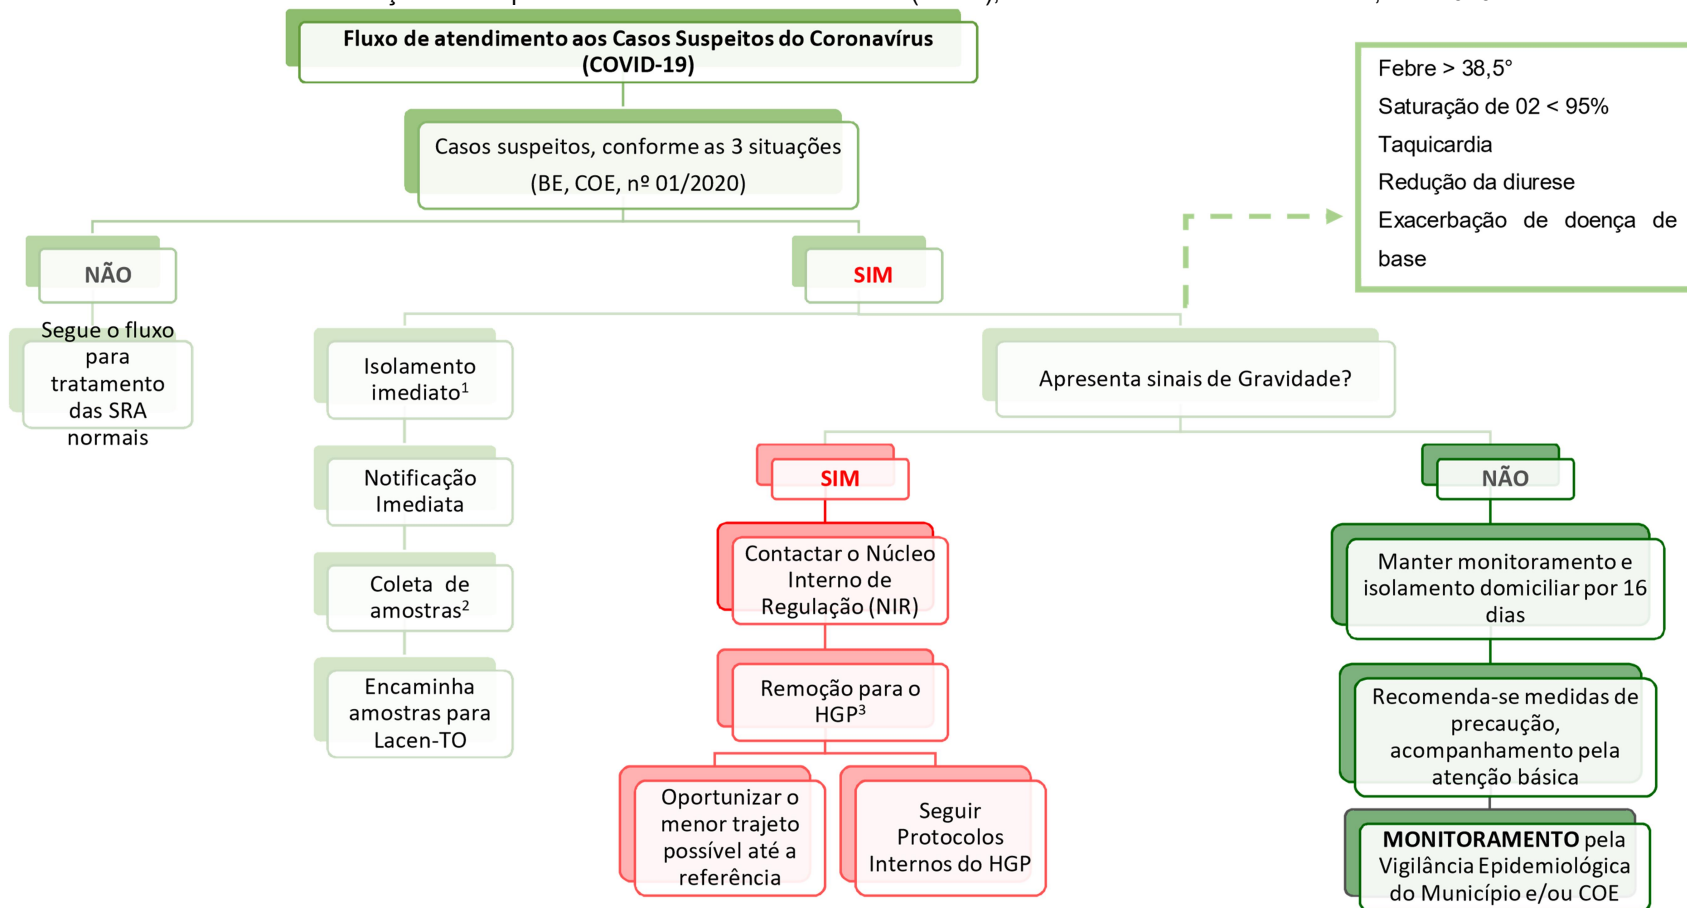 Fluxo de atendimento aos Casos Suspeitos do Coronavírus
(COVID-19)
Casos suspeitos, conforme as 3 situações
(BE, COE, nº 01/2020)
NÃO
Segue o fluxo
para
tratamento
das SRA
normais
SIM
Isolamento
imediato¹
Notificação
Imediata
Coleta de
amostras²
Encaminha
amostras para
Lacen-TO
Apresenta sinais de Gravidade?
Febre > 38,5°
Saturação de 02 < 95%
Taquicardia
Redução da diurese
Exacerbação de doença de
base
SIM
Contactar o Núcleo
Interno de
Regulação (NIR)
Remoção para o
HGP³
Oportunizar o
menor trajeto
possível até a
referência
Seguir
Protocolos
Internos do HGP
NÃO
Manter monitoramento e
isolamento domiciliar por 16
dias
Recomenda-se medidas de
precaução,
acompanhamento pela
atenção básica
MONITORAMENTO pela
Vigilância Epidemiológica
do Município e/ou COE